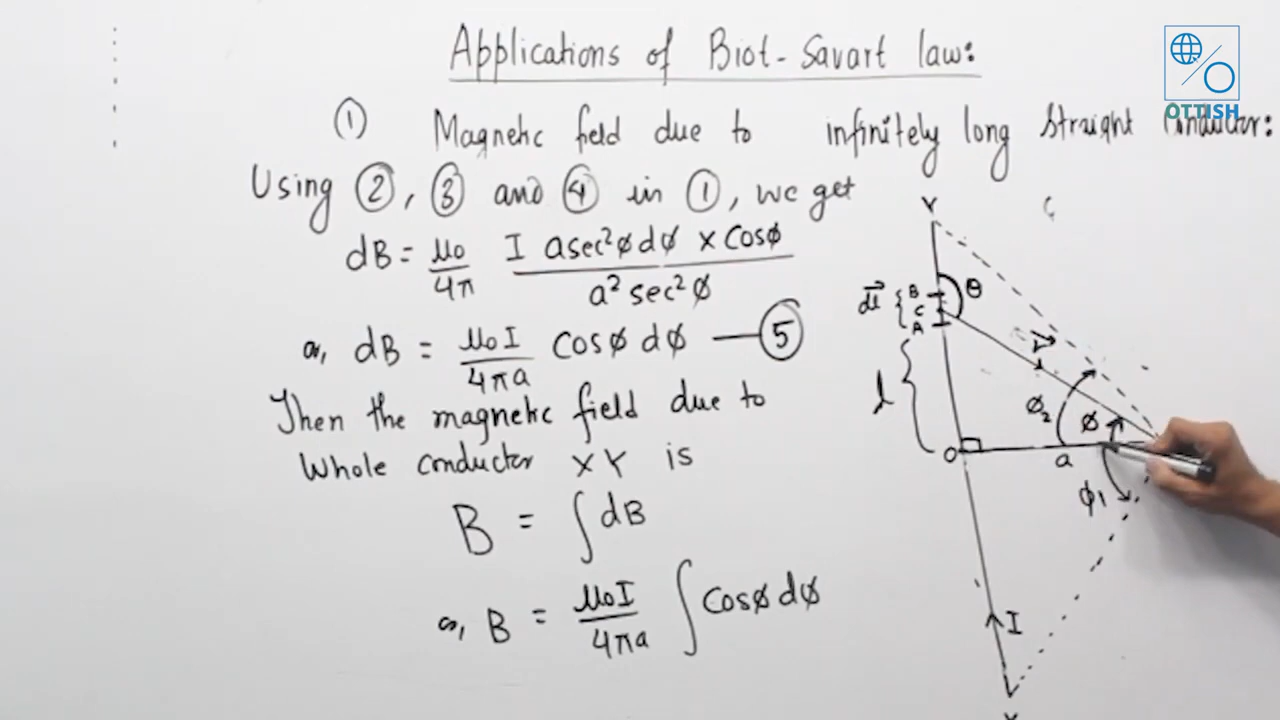 Applications of Biot-Savart law:
OTTISH
① Magnetic field due to infinitely long straight Conductor:
Using ②, ③ and ④ in ①, we get
dB = μ₀/4π I asec²φdφ × Cosφ / a² sec²φ
or, dB = μ₀I/4πa Cosφ dφ — ⑤
Then the magnetic field due to
Whole conductor XY is
B = ∫dB
or, B = μ₀I/4πa ∫Cosφ dφ
Y
dl
B
C
A
θ
r
l
φ₂
φ
O
a
φ₁
I